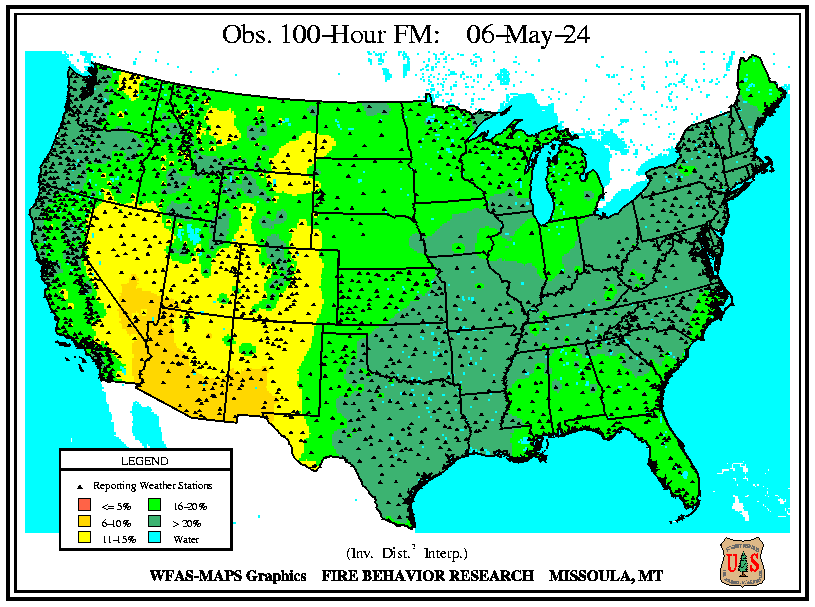 Obs. 100-Hour FM: 06-May-24
LEGEND
Reporting Weather Stations
<= 5% 16-20%
6-10% > 20%
11-15% Water
(Inv. Dist.² Interp.)
WFAS-MAPS Graphics FIRE BEHAVIOR RESEARCH MISSOULA, MT
U S